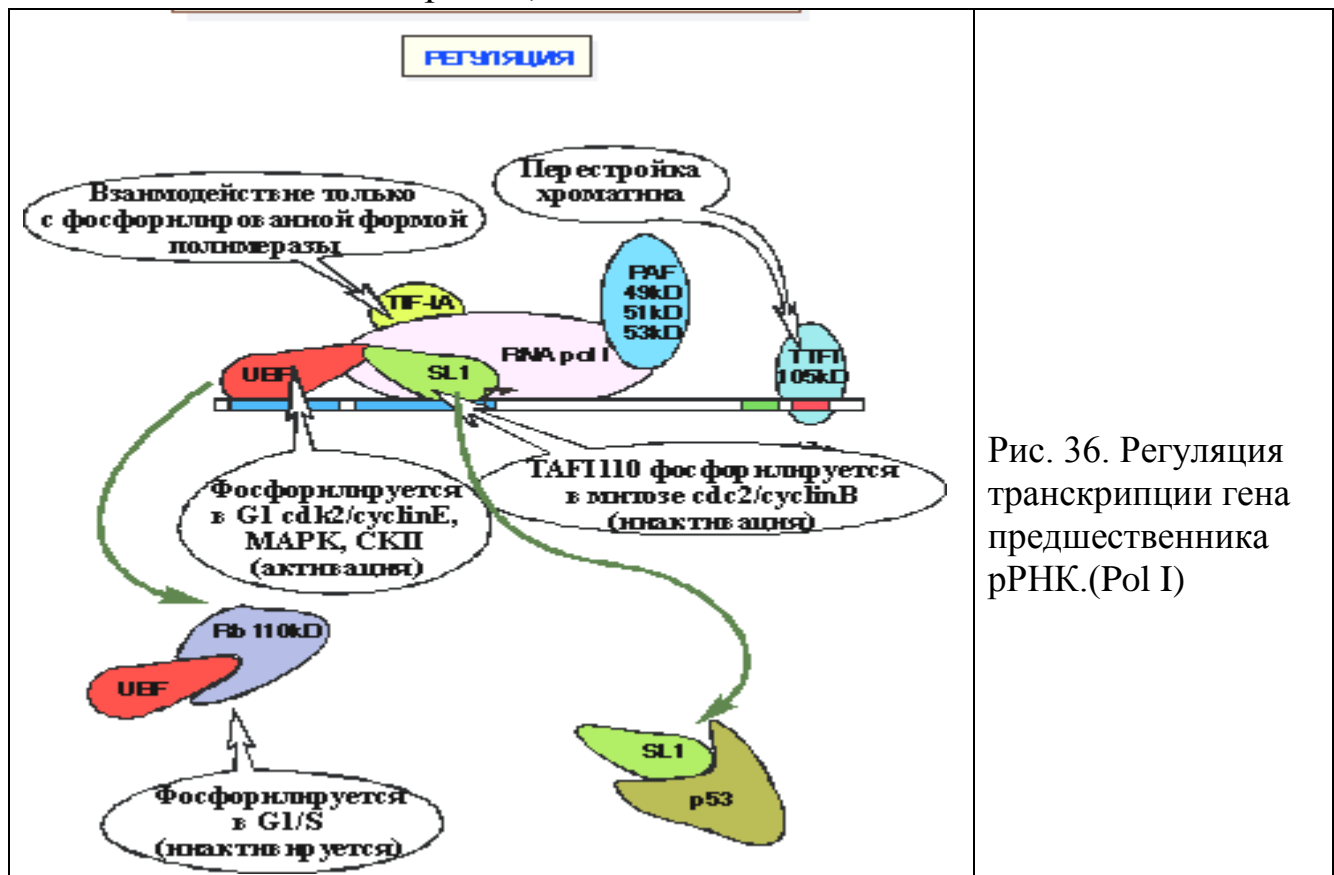 РЕГУЛЯЦИЯ
Взаимодействие только
с фосфорилированной формой
полимеразы
Перестройка
хроматина
TIF-IA
PAF
49kD
51kD
53kD
RNA pol I
UBF
SL1
TTFI
105kD
Фосфорилируется
в G1 cdk2/cyclinE,
MAPK, CKII
(активация)
TAFI110 фосфорилируется
в митозе cdc2/cyclinB
(инактивация)
Rb 110kD
UBF
Фосфорилируется
в G1/S
(инактивируется)
SL1
p53
Рис. 36. Регуляция
транскрипции гена
предшественника
рРНК.(Pol I)